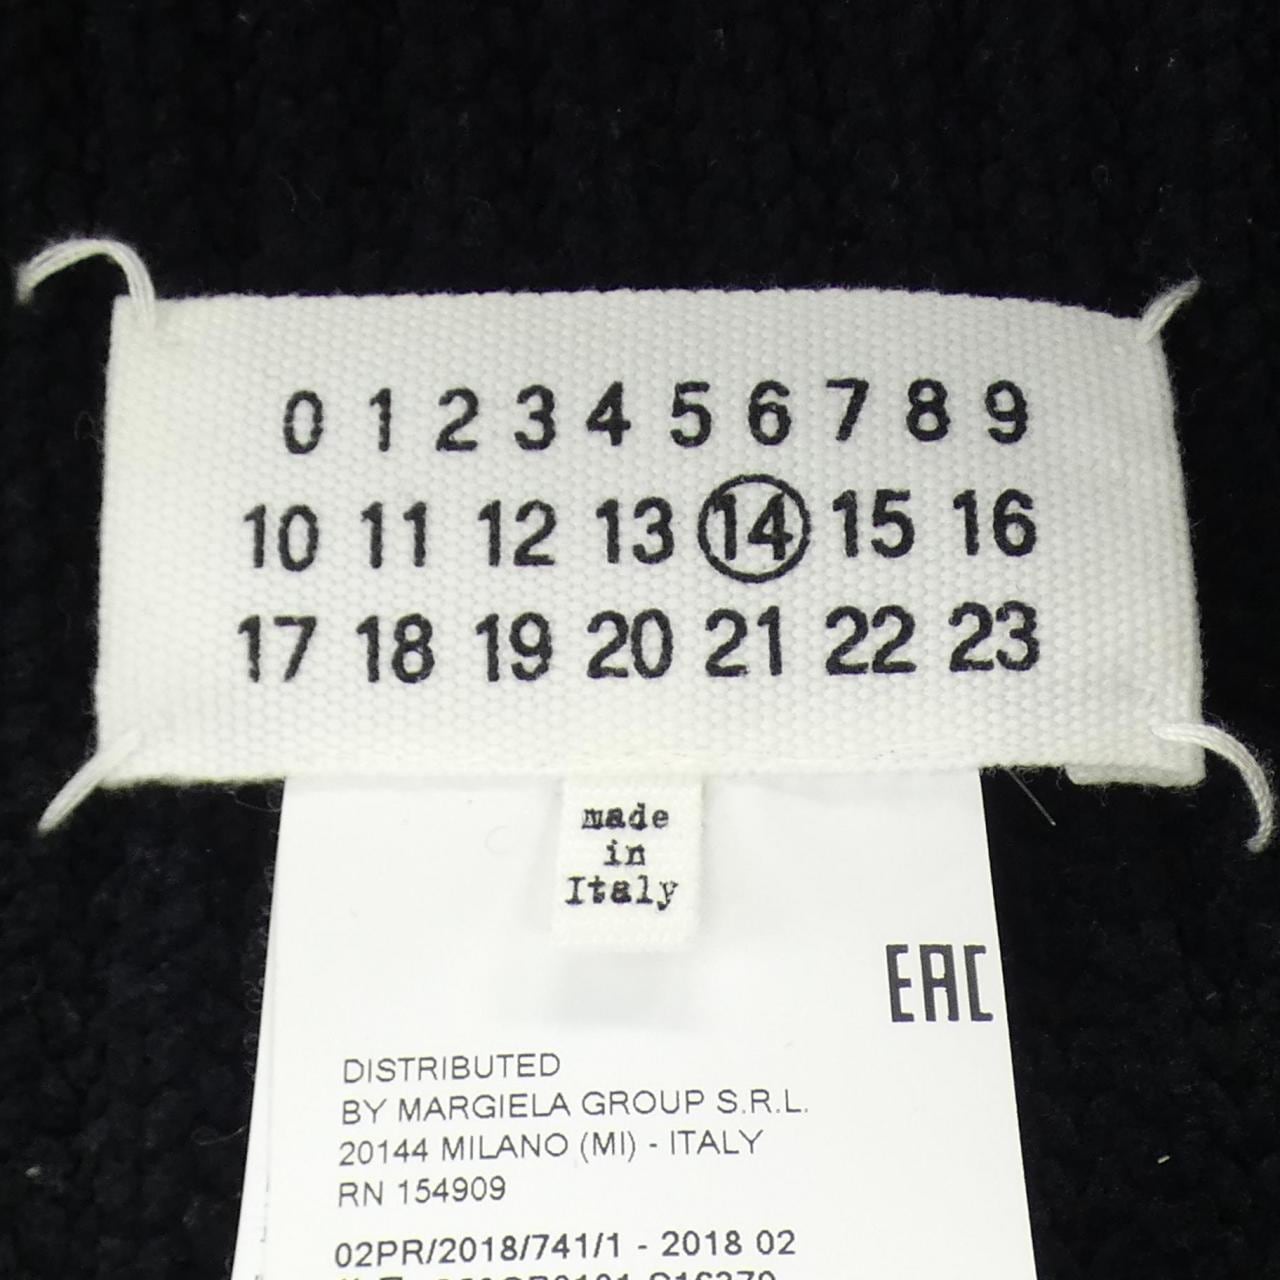 0 1 2 3 4 5 6 7 8 9
10 11 12 13 14 15 16
17 18 19 20 21 22 23
made
in
Italy
EAC
DISTRIBUTED
BY MARGIELA GROUP S.R.L.
20144 MILANO (MI) - ITALY
RN 154909
02PR/2018/741/1 - 2018 02